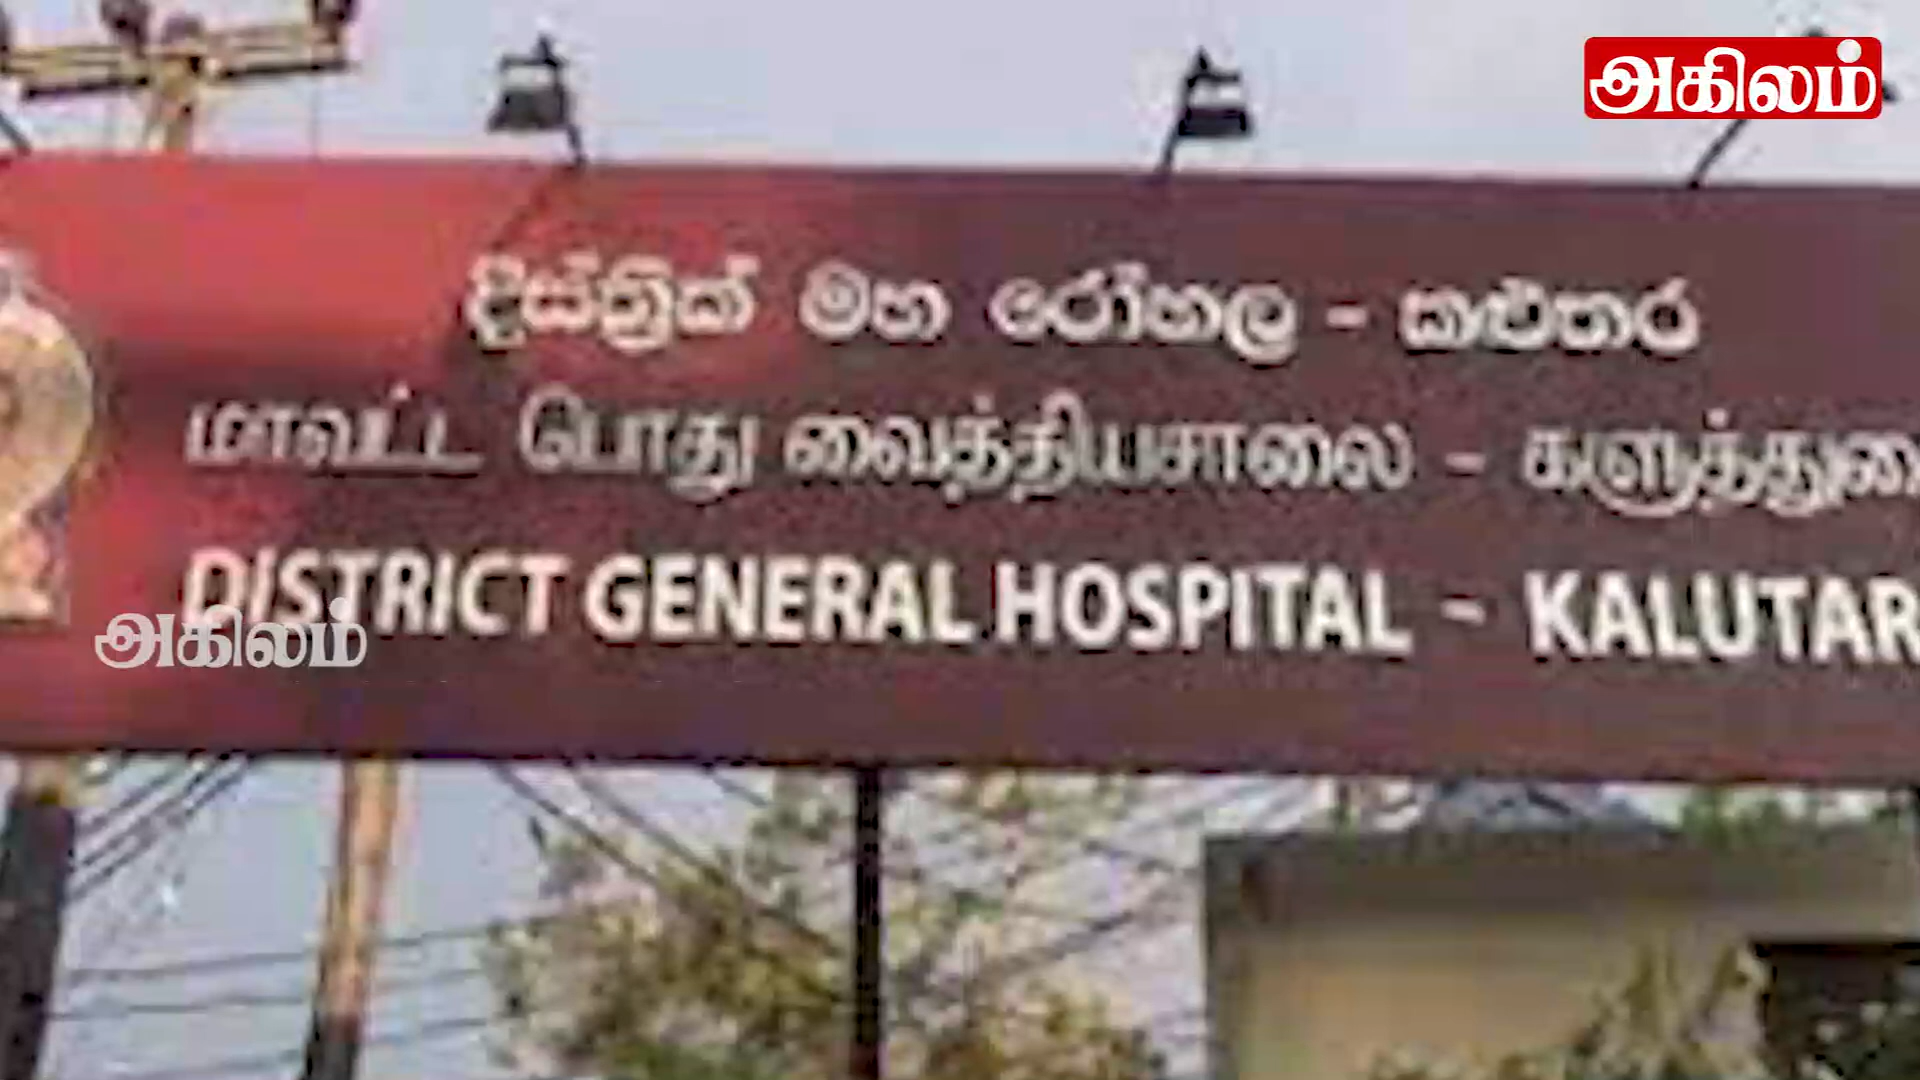 அகிலம்
දිස්ත්‍රික් මහ රෝහල - කළුතර
மாவட்ட பொது வைத்தியசாலை -
DISTRICT GENERAL HOSPITAL -
அகிலம்